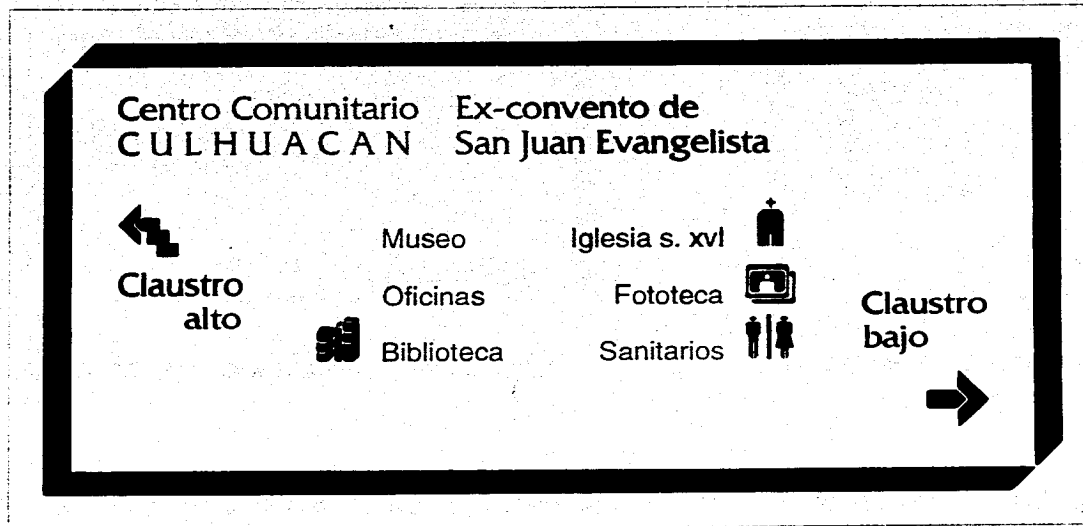 Centro Comunitario
CULHUACAN
Ex-convento de
San Juan Evangelista
Claustro
alto
Museo
Oficinas
Biblioteca
Iglesia s. xvI
Fototeca
Sanitarios
Claustro
bajo